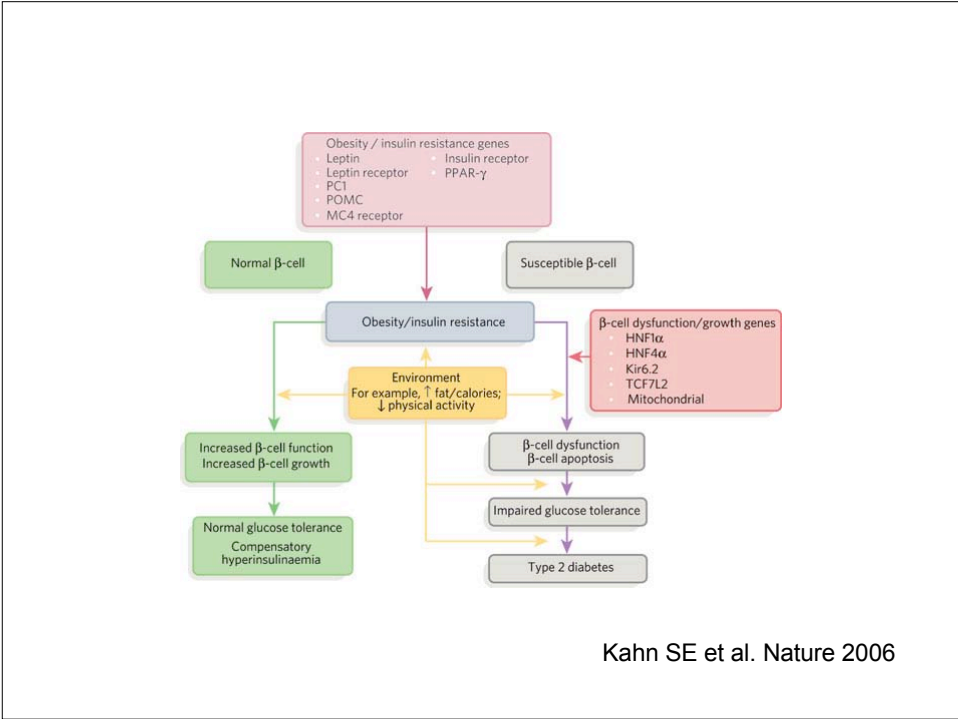 Obesity / insulin resistance genes
Leptin
Leptin receptor
PC1
POMC
MC4 receptor
Insulin receptor
PPAR-γ
Normal β-cell
Susceptible β-cell
Obesity/insulin resistance
β-cell dysfunction/growth genes
HNF1α
HNF4α
Kir6.2
TCF7L2
Mitochondrial
Environment
For example, ↑ fat/calories;
↓ physical activity
Increased β-cell function
Increased β-cell growth
β-cell dysfunction
β-cell apoptosis
Impaired glucose tolerance
Normal glucose tolerance
Compensatory
hyperinsulinaemia
Type 2 diabetes
Kahn SE et al. Nature 2006